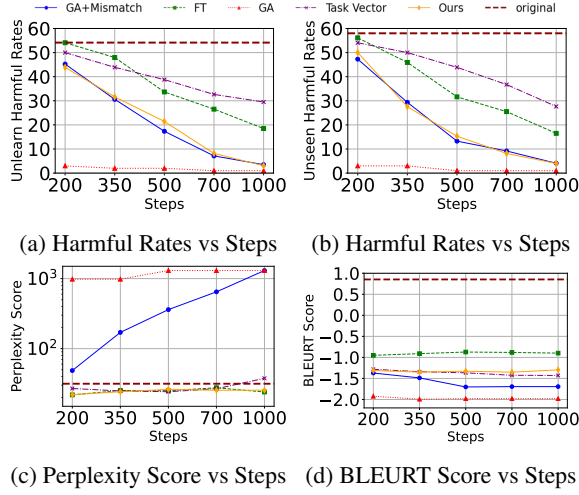 GA+Mismatch FT GA Task Vector Ours original
Unlearn Harmful Rates
60
50
40
30
20
10
0
200 350 500 700 1000
Steps
(a) Harmful Rates vs Steps
Unseen Harmful Rates
60
50
40
30
20
10
0
200 350 500 700 1000
Steps
(b) Harmful Rates vs Steps
Perplexity Score
10³
10²
200 350 500 700 1000
Steps
(c) Perplexity Score vs Steps
BLEURT Score
1.0
0.5
0.0
−0.5
−1.0
−1.5
−2.0
200 350 500 700 1000
Steps
(d) BLEURT Score vs Steps